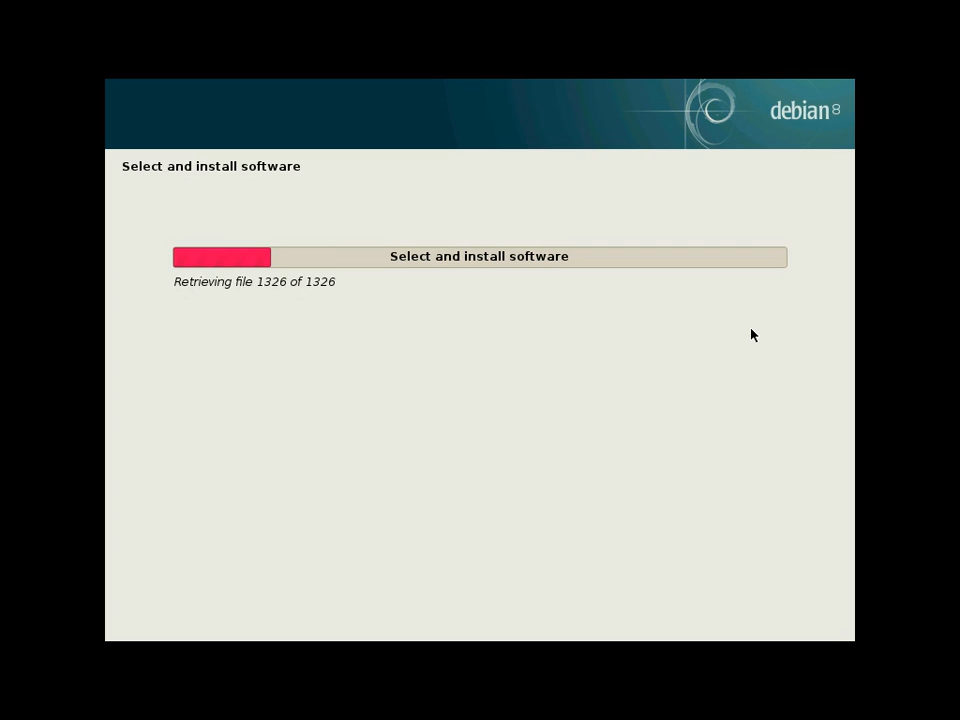 debian 8
Select and install software
Select and install software
Retrieving file 1326 of 1326